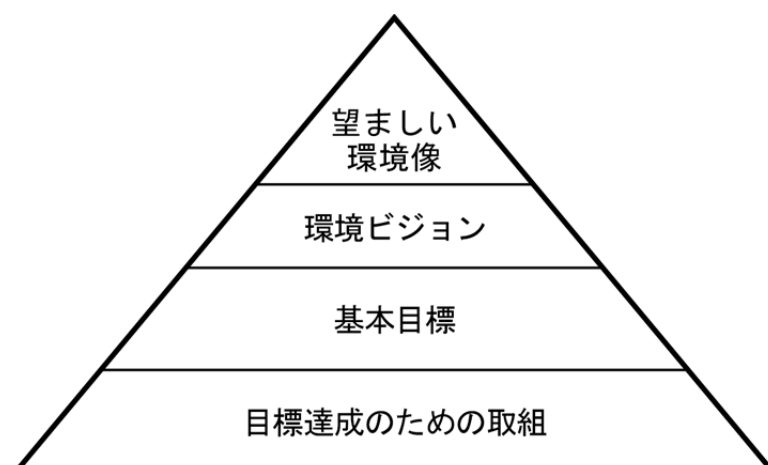 望ましい
環境像
環境ビジョン
基本目標
目標達成のための取組